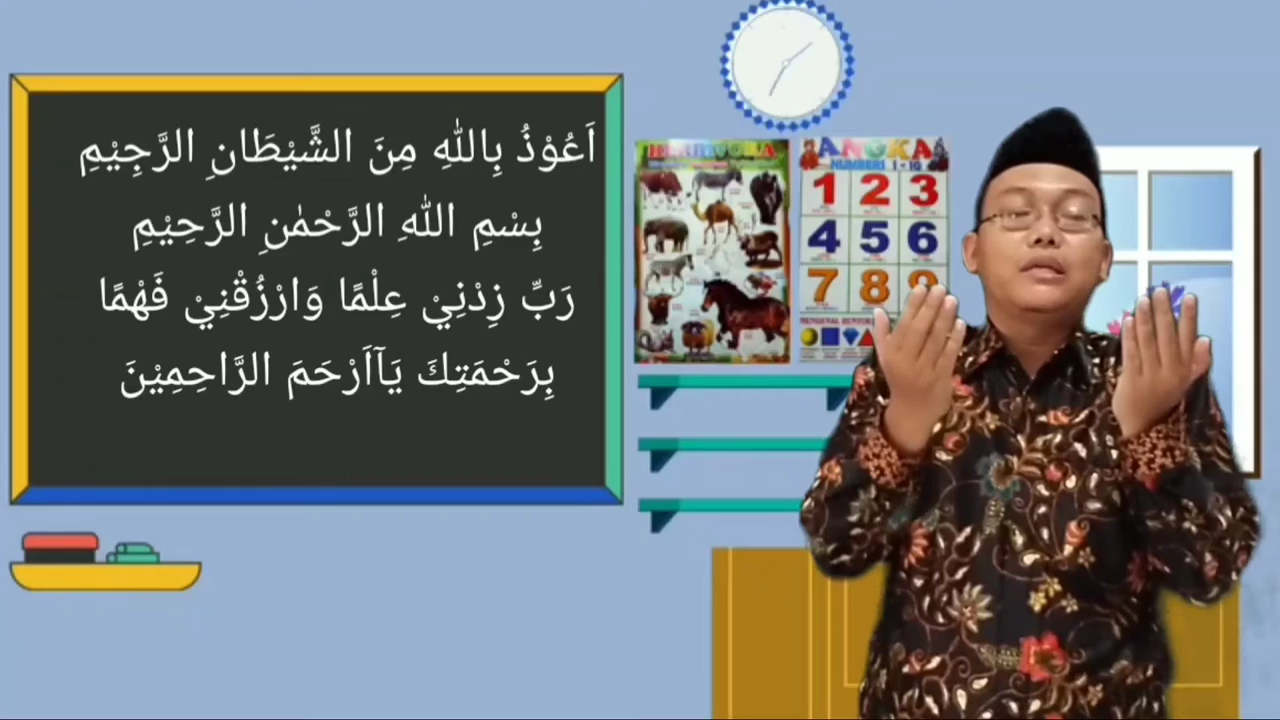 اَعُوْذُ بِاللّٰهِ مِنَ الشَّيْطَانِ الرَّجِيْمِ
بِسْمِ اللّٰهِ الرَّحْمٰنِ الرَّحِيْمِ
رَبِّ زِدْنِيْ عِلْمًا وَارْزُقْنِيْ فَهْمًا
بِرَحْمَتِكَ يَآاَرْحَمَ الرَّاحِمِيْنَ
HERBIVORA
ANGKA
NUMBERS 1 - 10
1 2 3
4 5 6
7 8 9